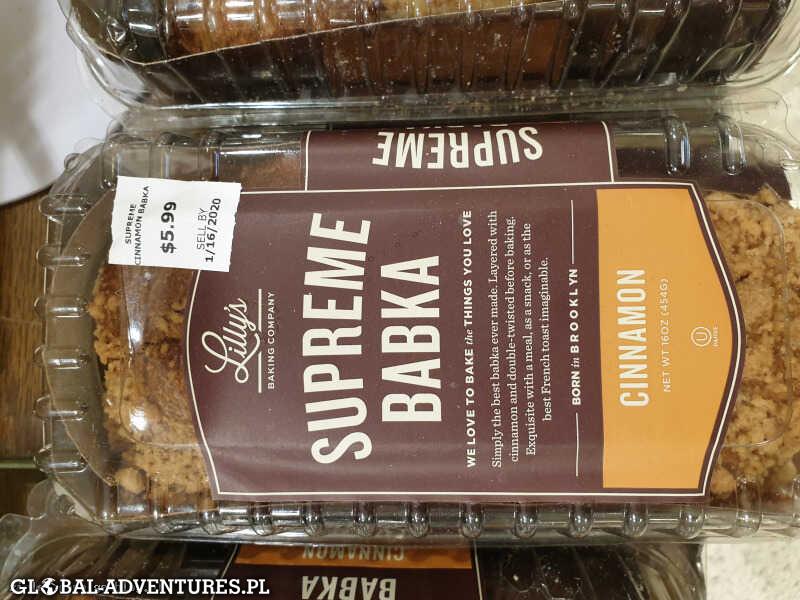 SUPREME
SUPREME
CINNAMON BABKA
$5.99
SELL BY
1/16/2020
Lilly's
BAKING COMPANY
SUPREME
BABKA
WE LOVE TO BAKE the THINGS YOU LOVE
Simply the best babka ever made. Layered with
cinnamon and double-twisted before baking.
Exquisite with a meal, as a snack, or as the
best French toast imaginable.
BORN in BROOKLYN
CINNAMON
NET WT 16OZ (454G)
U
PAREVE
CINNAMON
BABKA
GLOBAL-ADVENTURES.PL